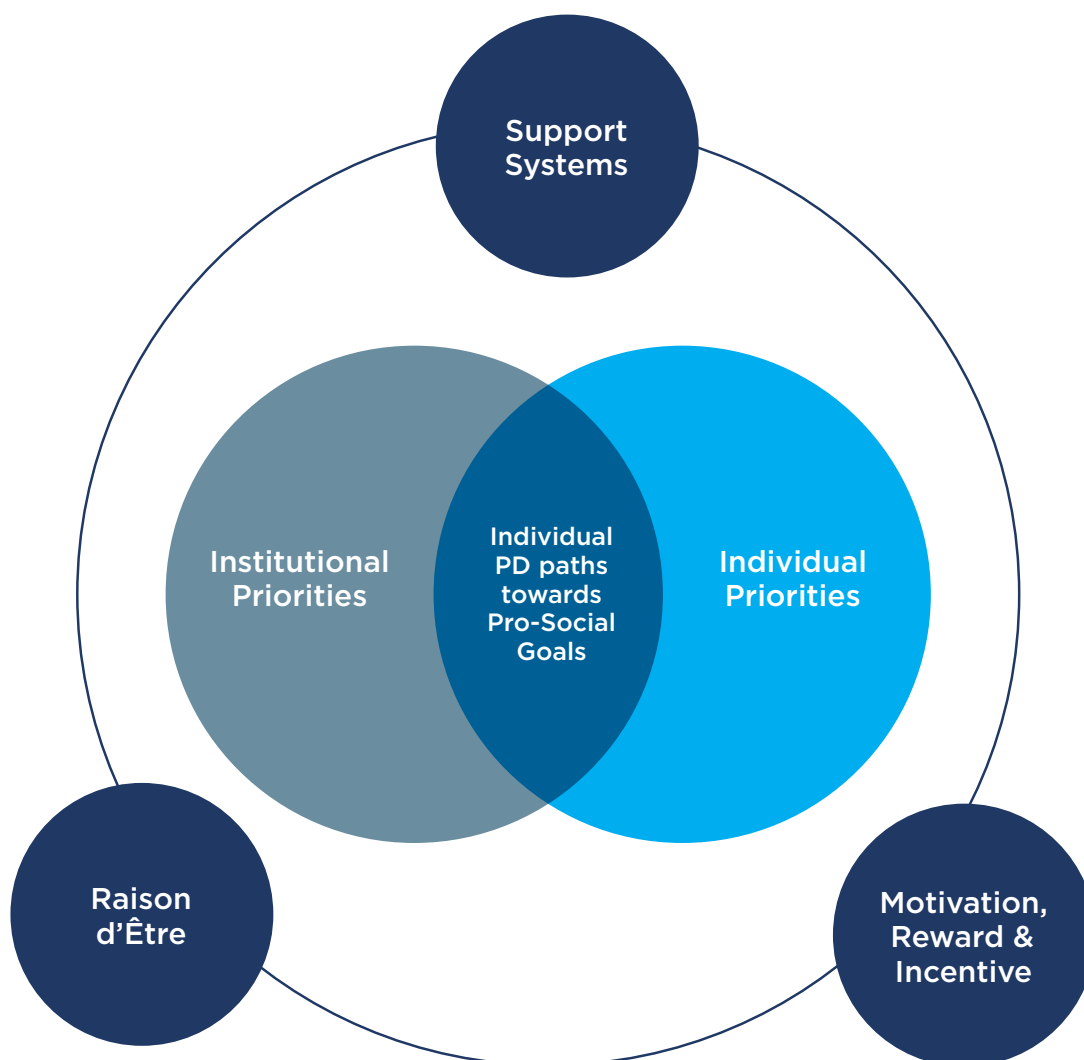 Support
Systems
Institutional
Priorities
Individual
PD paths
towards
Pro-Social
Goals
Individual
Priorities
Raison
d’Être
Motivation,
Reward &
Incentive